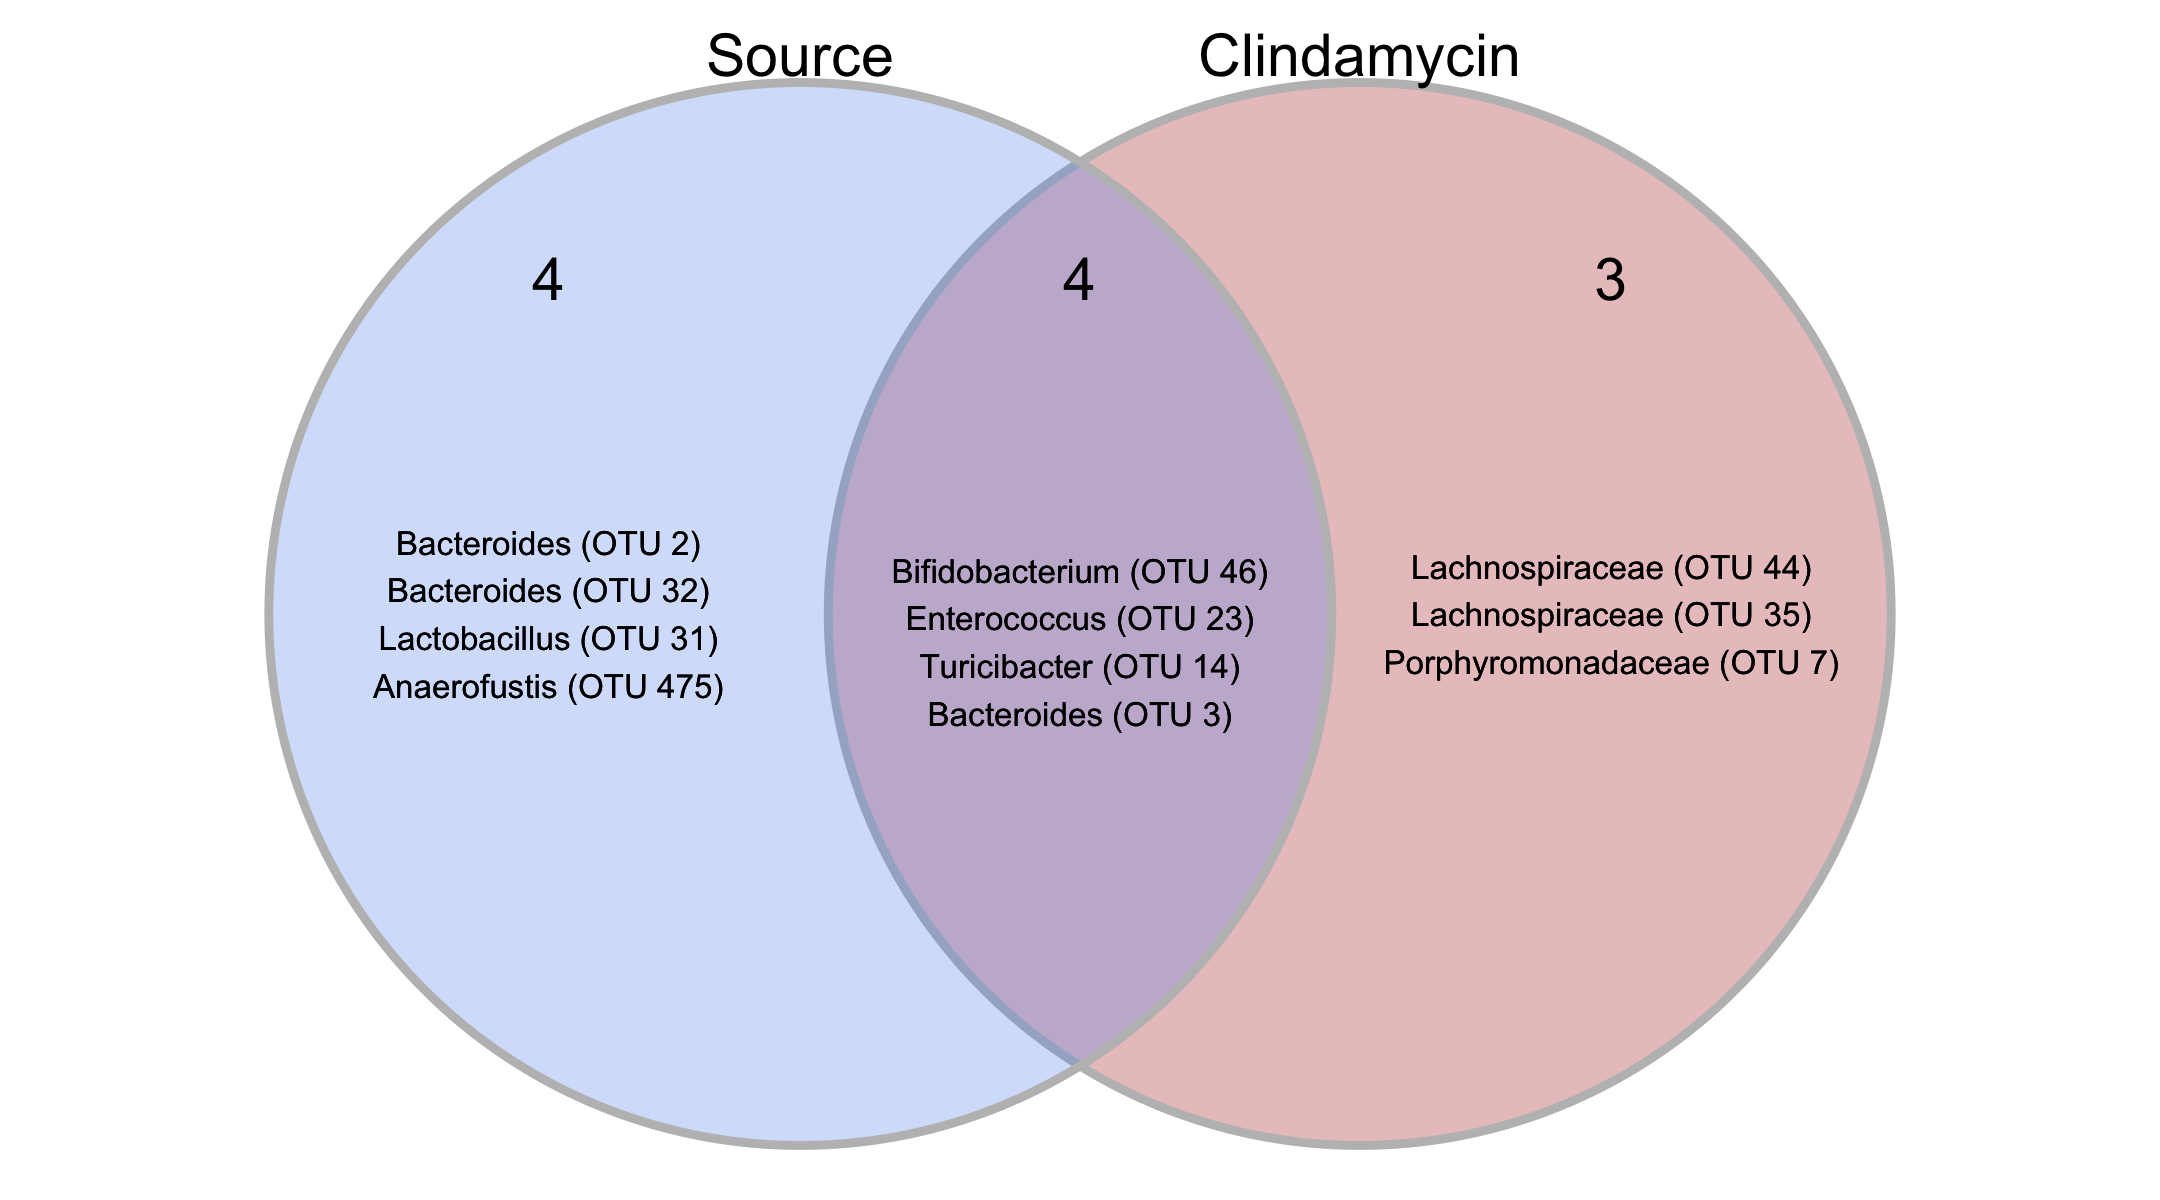 Source
Clindamycin
4
4
3
Bacteroides (OTU 2)
Bacteroides (OTU 32)
Lactobacillus (OTU 31)
Anaerofustis (OTU 475)
Bifidobacterium (OTU 46)
Enterococcus (OTU 23)
Turicibacter (OTU 14)
Bacteroides (OTU 3)
Lachnospiraceae (OTU 44)
Lachnospiraceae (OTU 35)
Porphyromonadaceae (OTU 7)